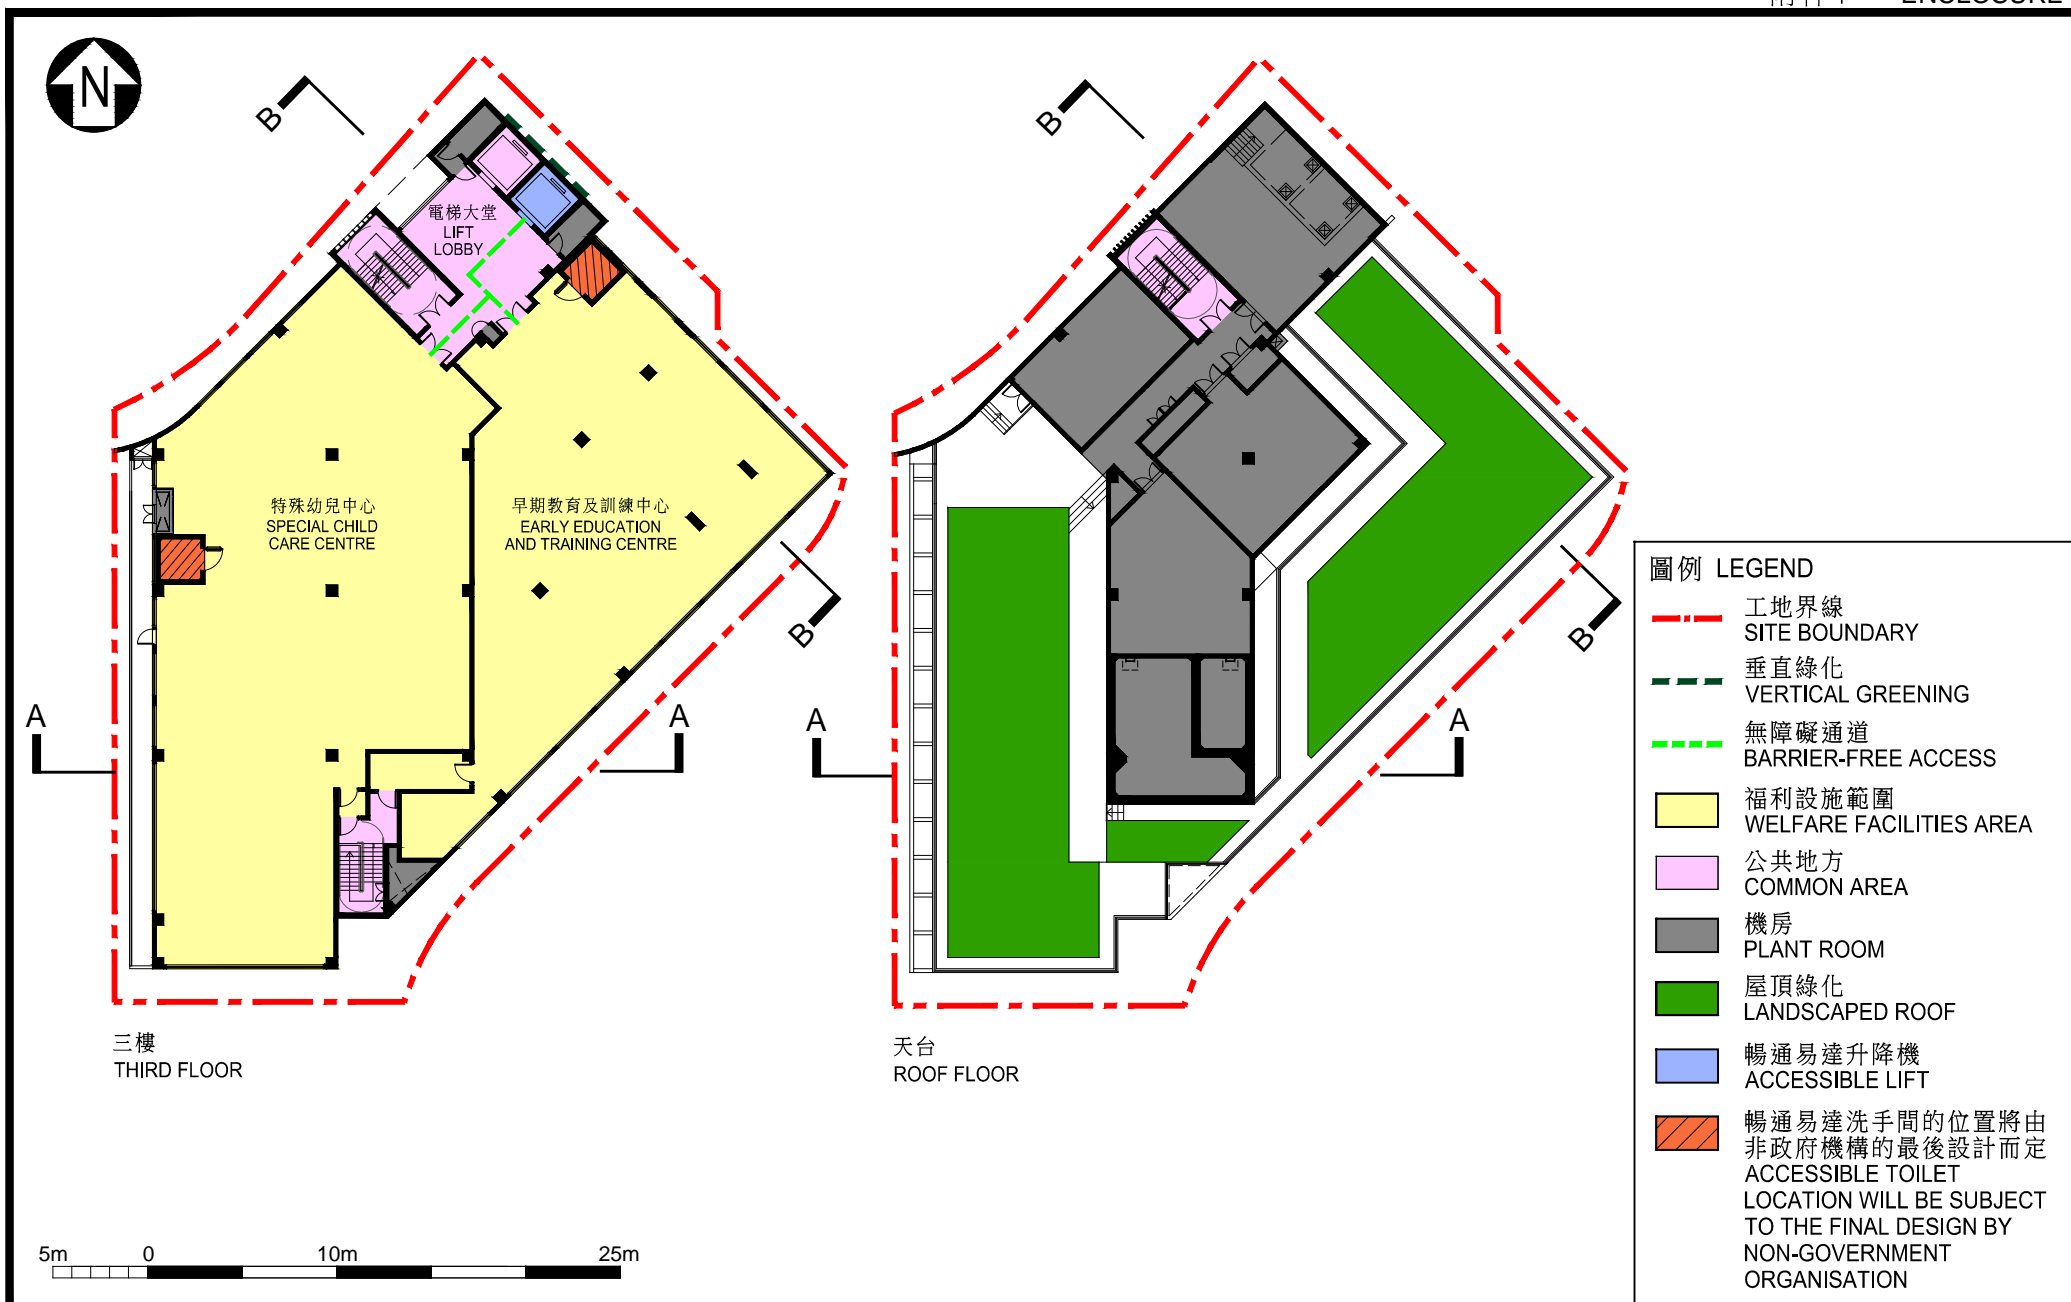 ENCLOSURE
N
B
B
電梯大堂
LIFT
LOBBY
特殊幼兒中心
SPECIAL CHILD
CARE CENTRE
早期教育及訓練中心
EARLY EDUCATION
AND TRAINING CENTRE
B
B
A
A
A
A
三樓
THIRD FLOOR
天台
ROOF FLOOR
5m
0
10m
25m
圖例 LEGEND
工地界線
SITE BOUNDARY
垂直綠化
VERTICAL GREENING
無障礙通道
BARRIER-FREE ACCESS
福利設施範圍
WELFARE FACILITIES AREA
公共地方
COMMON AREA
機房
PLANT ROOM
屋頂綠化
LANDSCAPED ROOF
暢通易達升降機
ACCESSIBLE LIFT
暢通易達洗手間的位置將由
非政府機構的最後設計而定
ACCESSIBLE TOILET
LOCATION WILL BE SUBJECT
TO THE FINAL DESIGN BY
NON-GOVERNMENT
ORGANISATION